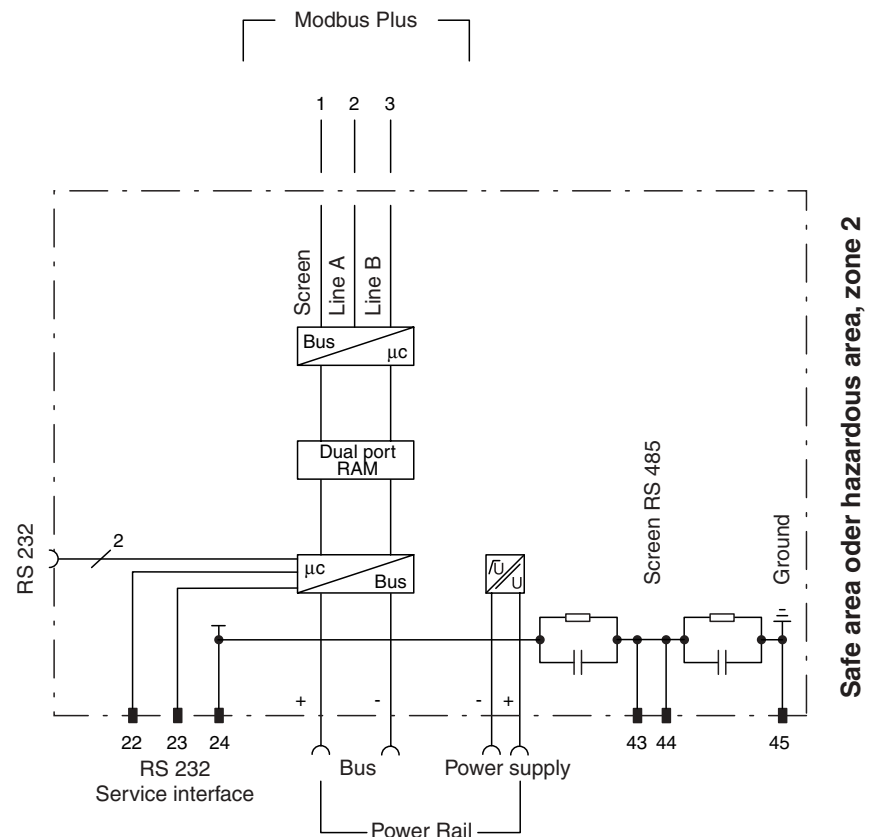 Modbus Plus
1 2 3
Screen
Line A
Line B
Bus
µc
Dual port
RAM
RS 232
2
µc
Bus
U
U
Screen RS 485
Ground
Safe area oder hazardous area, zone 2
+ - - +
22 23 24 43 44 45
RS 232
Service interface
Bus
Power supply
Power Rail